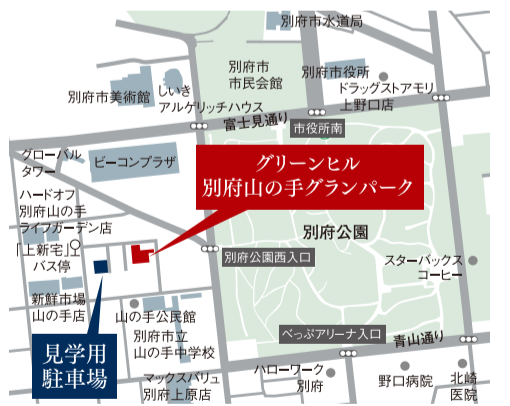 別府市水道局
別府市
市民会館
別府市役所
ドラッグストアモリ
上野口店
別府市美術館
しいき
アルゲリッチハウス
富士見通り
市役所南
グローバル
タワー
ビーコンプラザ
グリーンヒル
別府山の手グランパーク
ハードオフ
別府山の手
ライフガーデン店
「上新宅」
バス停
別府公園
別府公園西入口
スターバックス
コーヒー
新鮮市場
山の手店
山の手公民館
別府市立
山の手中学校
見学用
駐車場
べっぷアリーナ入口
青山通り
マックスバリュ
別府上原店
ハローワーク
別府
野口病院
北崎
医院